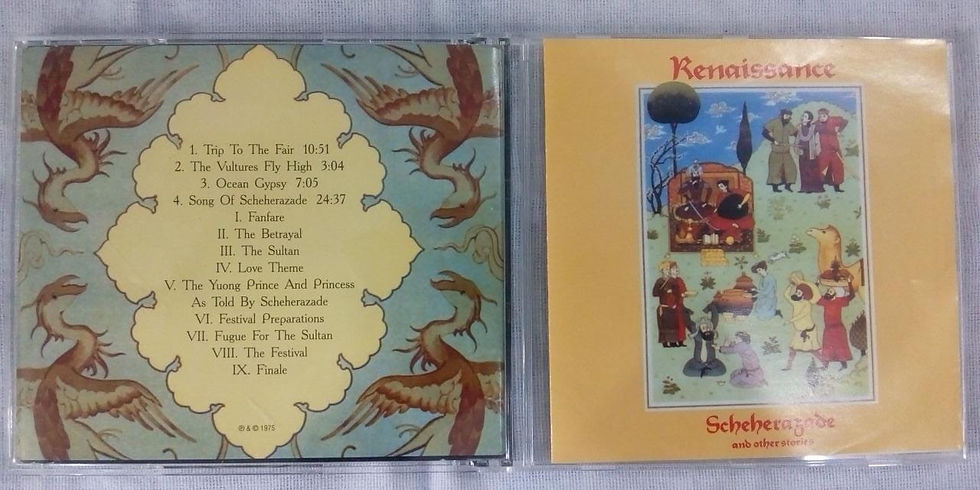 1. Trip To The Fair 10:51
2. The Vultures Fly High 3:04
3. Ocean Gypsy 7:05
4. Song Of Scheherazade 24:37
I. Fanfare
II. The Betrayal
III. The Sultan
IV. Love Theme
V. The Yuong Prince And Princess
As Told By Scheherazade
VI. Festival Preparations
VII. Fugue For The Sultan
VIII. The Festival
IX. Finale
℗ & © 1975
Renaissance
Scheherazade
and other stories